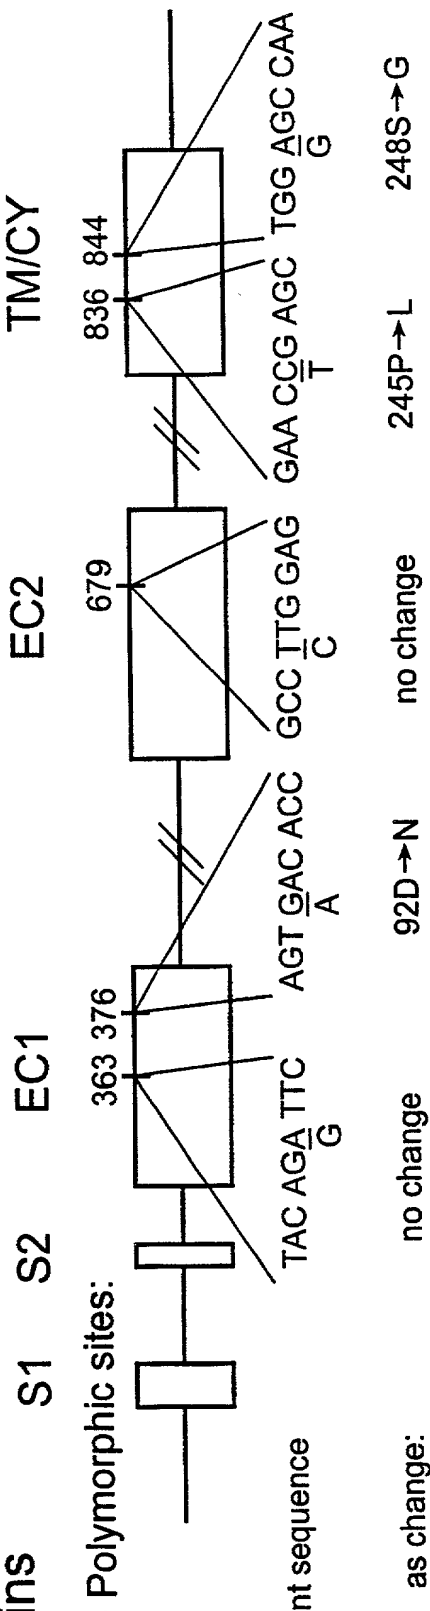 ins S1 S2 EC1 EC2 TM/CY
Polymorphic sites: 363 376 679 836 844
nt sequence TAC AGA TTC AGT GAC ACC GCC TTG GAG GAA CCG AGC TGG AGC CAA
G A C T G
as change: no change 92D→N no change 245P→L 248S→G